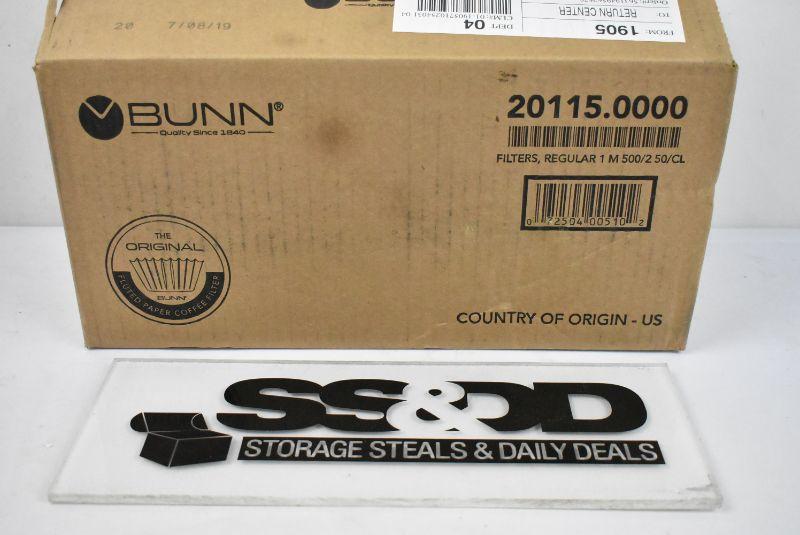 20 7/08/19
FROM: 1905
TO: RETURN CENTER
DEPT 04
BUNN®
Quality Since 1840
20115.0000
FILTERS, REGULAR 1 M 500/2 50/CL
0 72504 00510 2
THE
ORIGINAL
BUNN®
FLUTED PAPER COFFEE FILTER
COUNTRY OF ORIGIN - US
SS&DD
STORAGE STEALS & DAILY DEALS